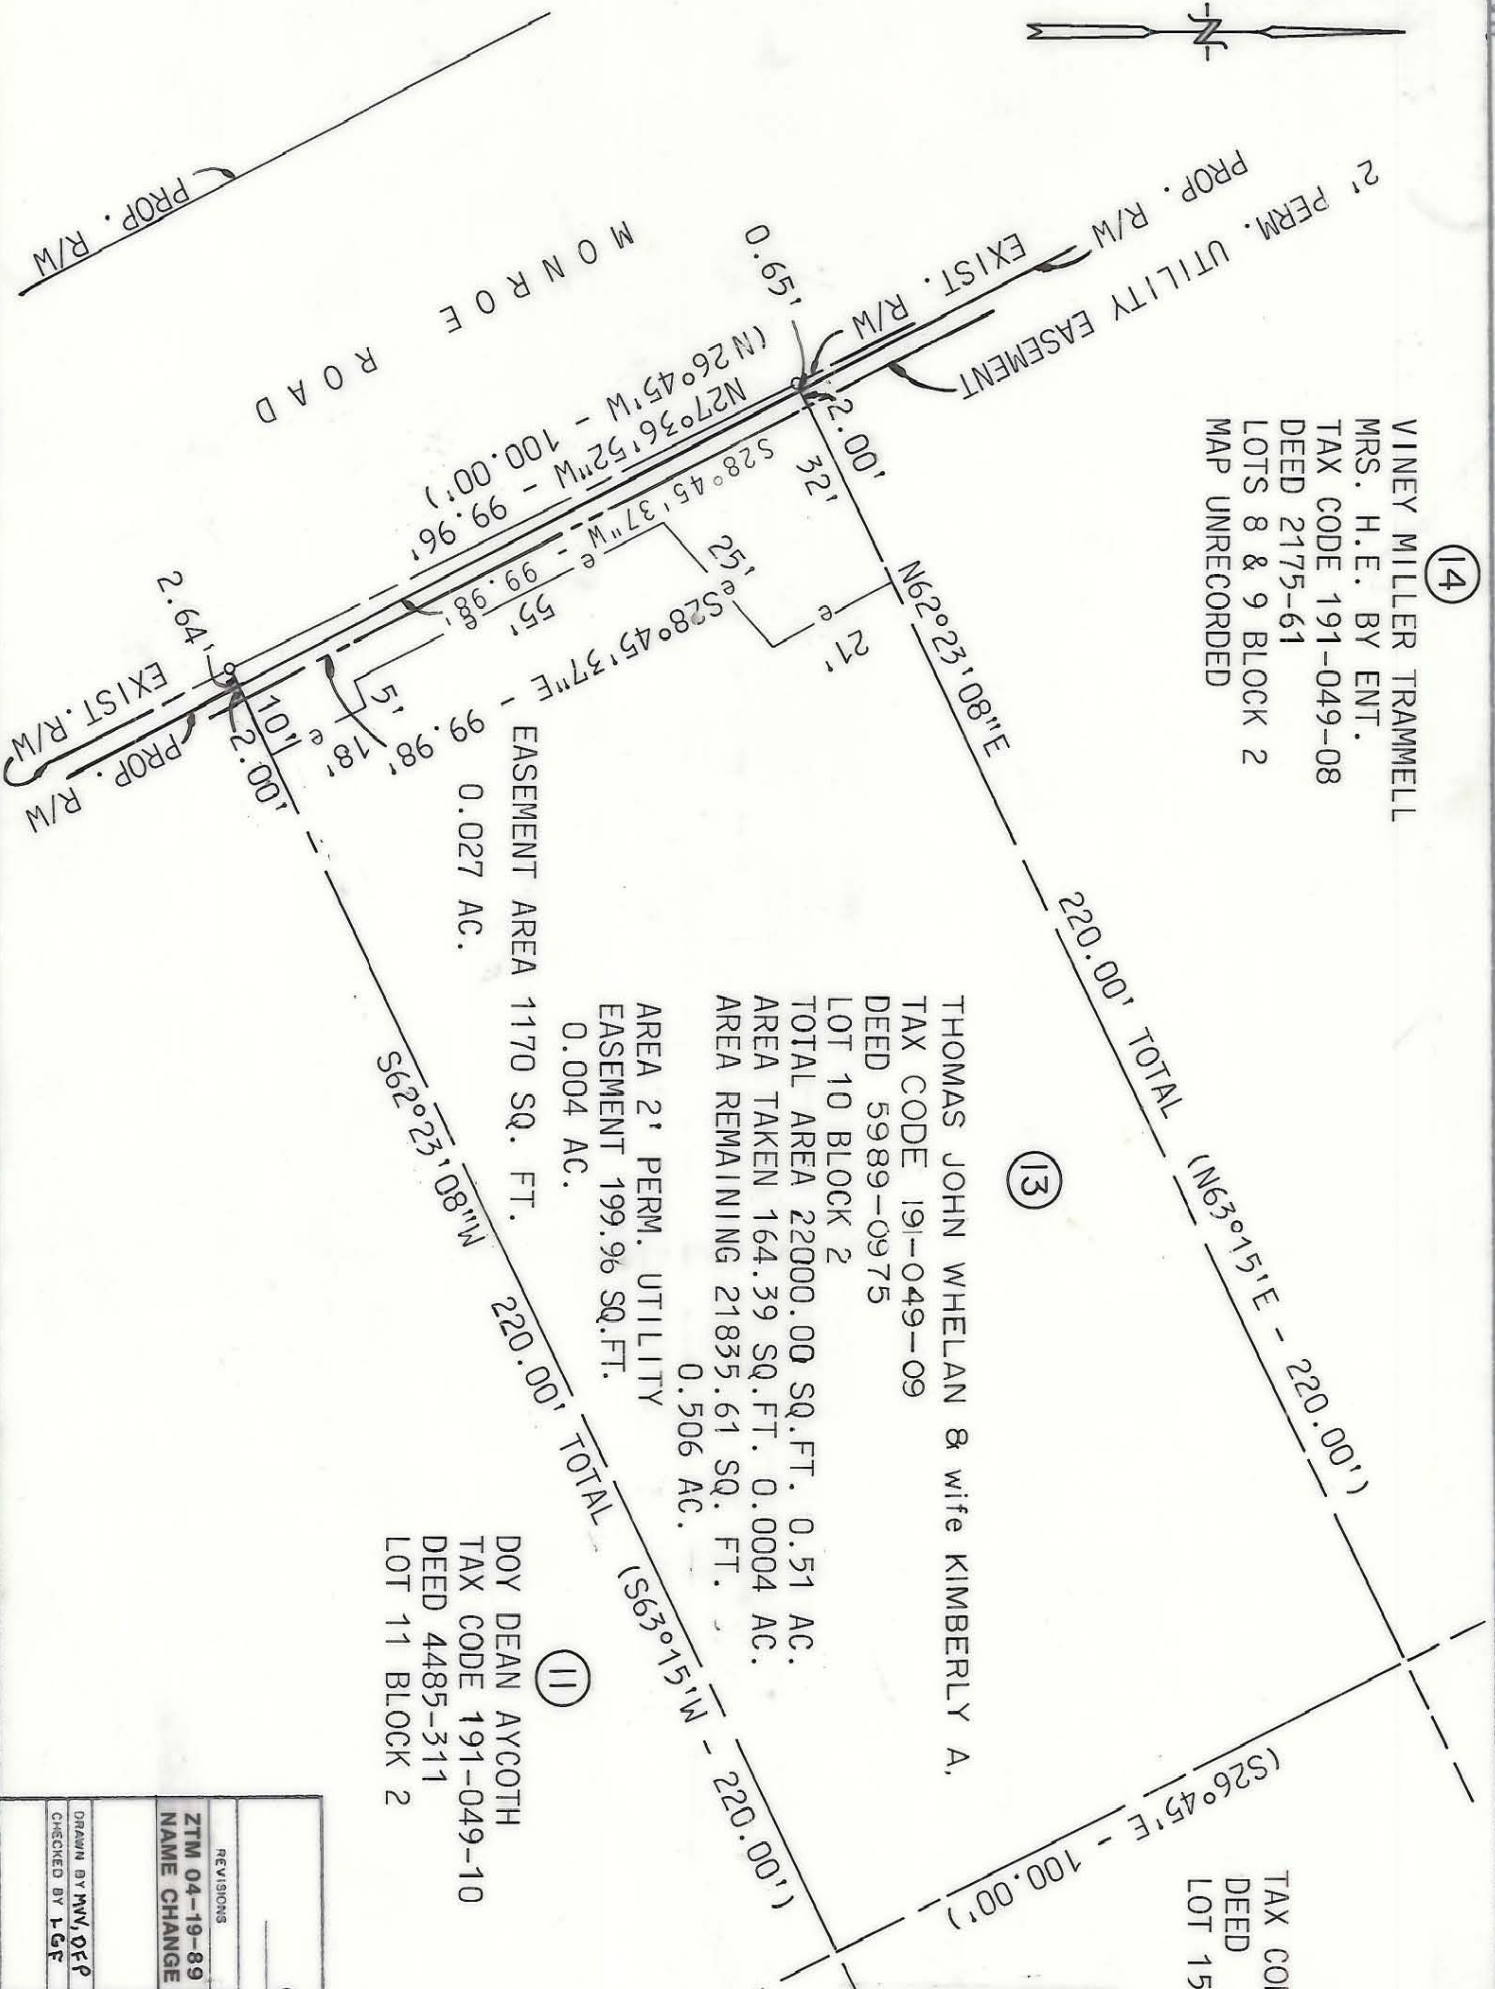 N
14
VINEY MILLER TRAMMELL
MRS. H.E. BY ENT.
TAX CODE 191-049-08
DEED 2175-61
LOTS 8 & 9 BLOCK 2
MAP UNRECORDED
2' PERM. UTILITY EASEMENT
PROP. R/W
EXIST. R/W
0.65'
PROP. R/W
MONROE ROAD
(N26°45'W - 100.00')
N27°36'52"W - 99.96'
S28°45'37"W - 99.98'
S28°45'37"E - 99.98'
2.00'
32'
25'
e
e
e
e
21'
55'
5'
18'
e
10'
2.00'
2.64'
EXIST. R/W
PROP. R/W
N62°23'08"E
220.00' TOTAL
(N63°15'E - 220.00')
13
THOMAS JOHN WHELAN & wife KIMBERLY A.
TAX CODE 191-049-09
DEED 5989-0975
LOT 10 BLOCK 2
TOTAL AREA 22000.00 SQ.FT. 0.51 AC.
AREA TAKEN 164.39 SQ.FT. 0.0004 AC.
AREA REMAINING 21835.61 SQ. FT.
0.506 AC.
AREA 2' PERM. UTILITY
EASEMENT 199.96 SQ.FT.
0.004 AC.
EASEMENT AREA 1170 SQ. FT.
0.027 AC.
S62°23'08"W
220.00' TOTAL
(S63°15'W - 220.00')
(S26°45'E - 100.00')
11
DOY DEAN AYCOTH
TAX CODE 191-049-10
DEED 4485-311
LOT 11 BLOCK 2
TAX
DEED
LOT 15
REVISIONS
ZTM 04-19-89
NAME CHANGE
DRAWN BY MVV, DFP
CHECKED BY LGF